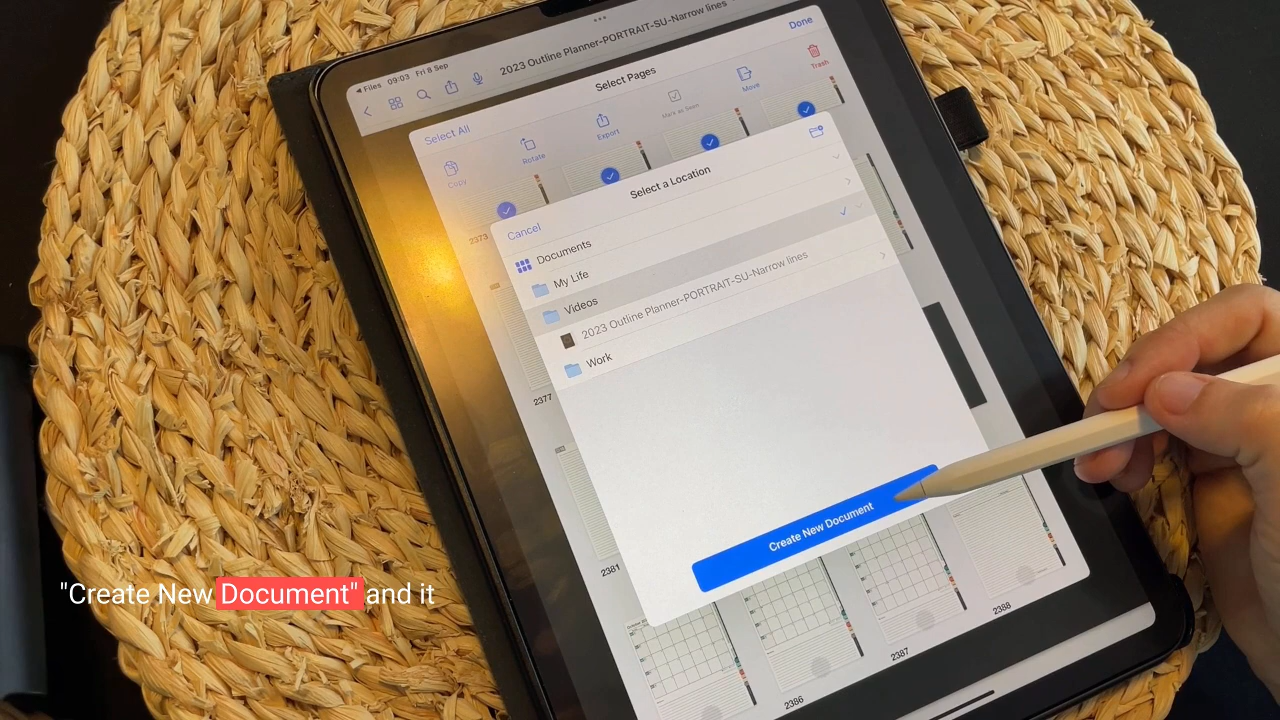 Files 09:03 Fri 8 Sep
2023 Outline Planner-PORTRAIT-SU-Narrow lines
Done
Select Pages
Select All
Copy
Rotate
Export
Mark as Seen
Move
Trash
2373
Select a Location
Cancel
Documents
My Life
Videos
2023 Outline Planner-PORTRAIT-SU-Narrow lines
Work
2377
Create New Document
2381
2386
2387
2388
"Create New Document" and it